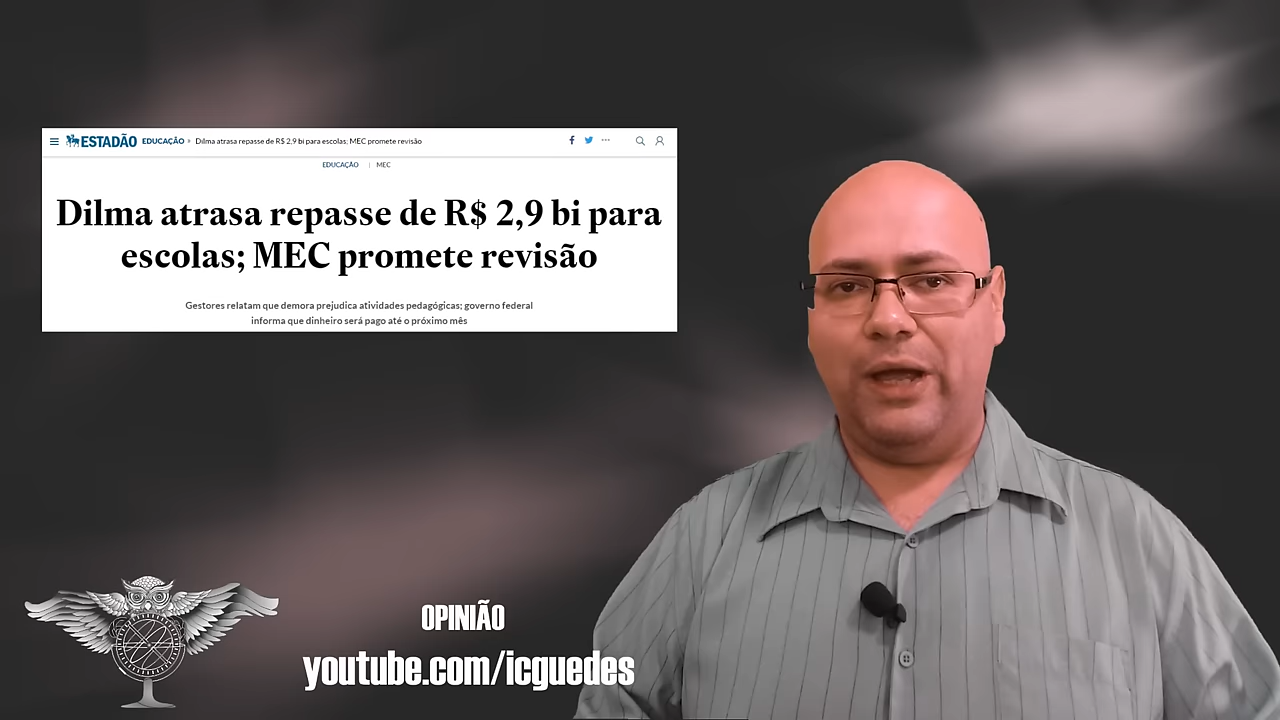 ESTADÃO EDUCAÇÃO » Dilma atrasa repasse de R$ 2,9 bi para escolas; MEC promete revisão
EDUCAÇÃO | MEC
Dilma atrasa repasse de R$ 2,9 bi para
escolas; MEC promete revisão
Gestores relatam que demora prejudica atividades pedagógicas; governo federal
informa que dinheiro será pago até o próximo mês
OPINIÃO
youtube.com/icguedes